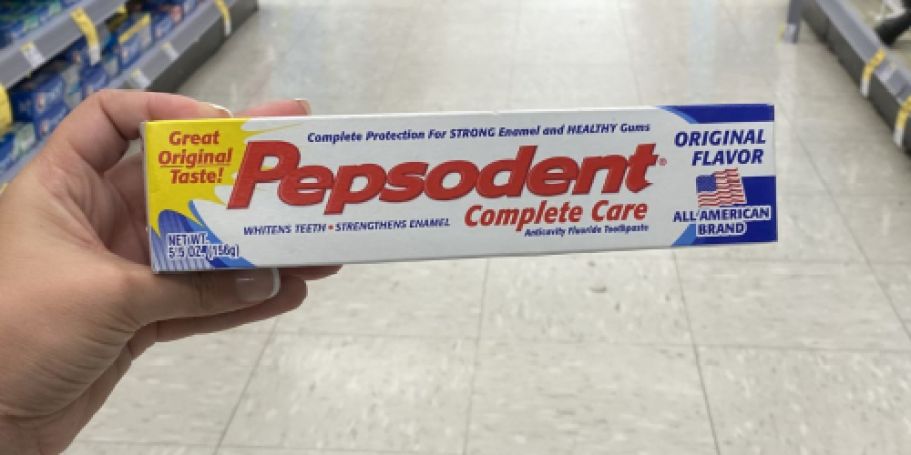 Great
Original
Taste!
Complete Protection For STRONG Enamel and HEALTHY Gums
Pepsodent®
Complete Care
WHITENS TEETH • STRENGTHENS ENAMEL
Anticavity Fluoride Toothpaste
NET WT.
5.5 OZ. (156g)
ORIGINAL
FLAVOR
ALL-AMERICAN
BRAND